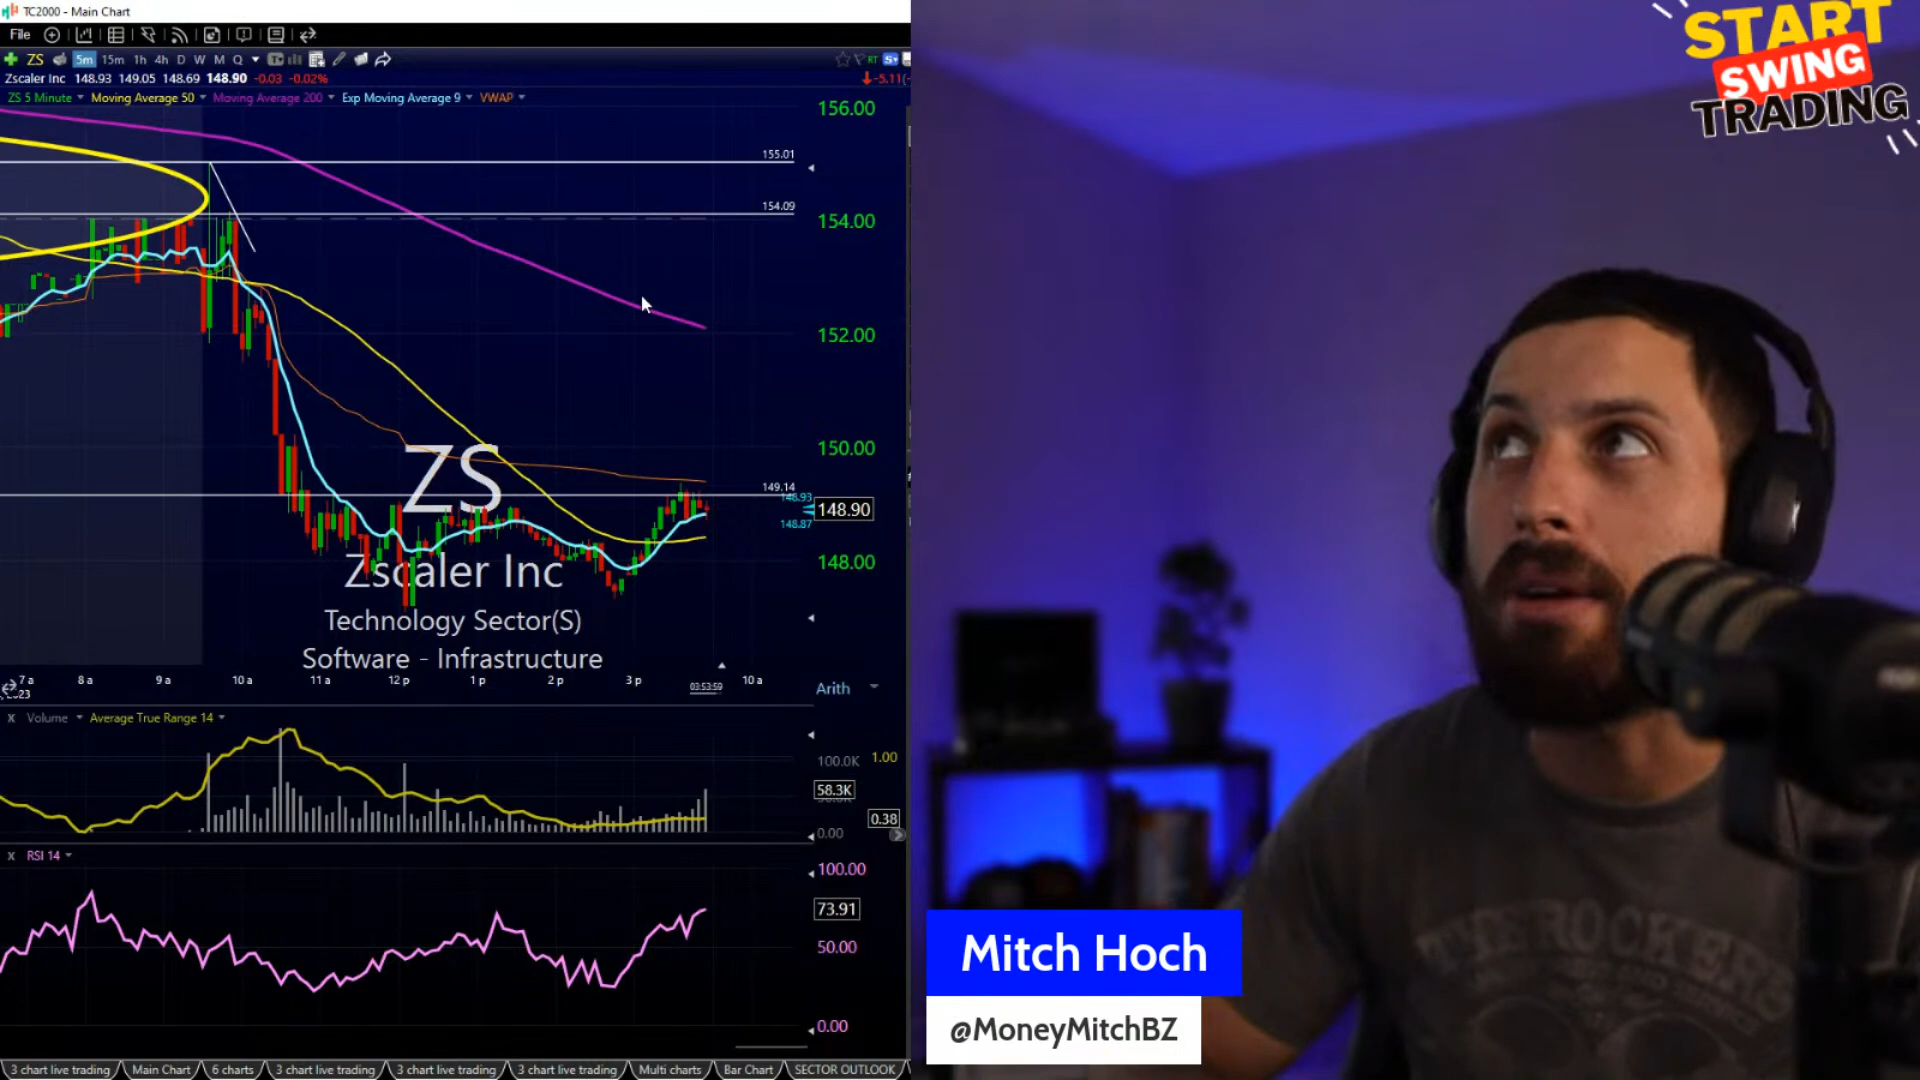 TC2000 - Main Chart
File
ZS 5m 15m 1h 4h D W M Q
RT
Zscaler Inc 148.93 149.05 148.69 148.90 -0.03 -0.02%
-5.11(-
ZS 5 Minute Moving Average 50 Moving Average 200 Exp Moving Average 9 VWAP
156.00
155.01
154.09
154.00
152.00
150.00
149.14
148.93
148.90
148.87
148.00
ZS
Zscaler Inc
Technology Sector(S)
Software - Infrastructure
7a 8a 9a 10a 11a 12p 1p 2p 3p 03:53:59 10a
Arith
X Volume Average True Range 14
100.0K 1.00
58.3K
0.38
0.00
X RSI 14
100.00
73.91
50.00
0.00
3 chart live trading Main Chart 6 charts 3 chart live trading 3 chart live trading 3 chart live trading Multi charts Bar Chart SECTOR OUTLOOK
START
SWING
TRADING
Mitch Hoch
@MoneyMitchBZ